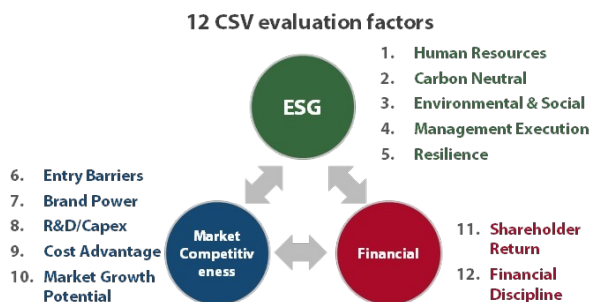 12 CSV evaluation factors
ESG
1. Human Resources
2. Carbon Neutral
3. Environmental & Social
4. Management Execution
5. Resilience
6. Entry Barriers
7. Brand Power
8. R&D/Capex
9. Cost Advantage
10. Market Growth
Potential
Market
Competitiv
eness
Financial
11. Shareholder
Return
12. Financial
Discipline